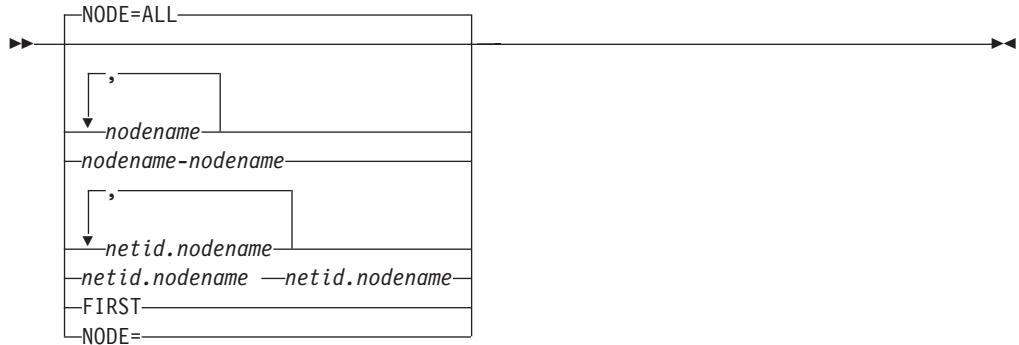 NODE=ALL
,
nodename
nodename-nodename
,
netid.nodename
netid.nodename — netid.nodename
FIRST
NODE=